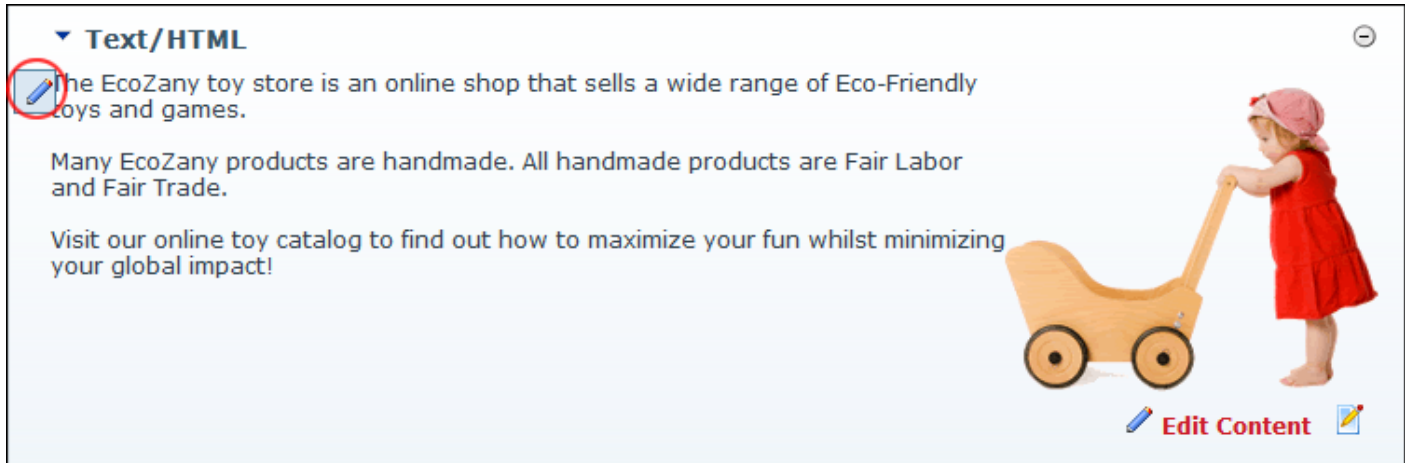 Text/HTML
The EcoZany toy store is an online shop that sells a wide range of Eco-Friendly
toys and games.
Many EcoZany products are handmade. All handmade products are Fair Labor
and Fair Trade.
Visit our online toy catalog to find out how to maximize your fun whilst minimizing
your global impact!
Edit Content